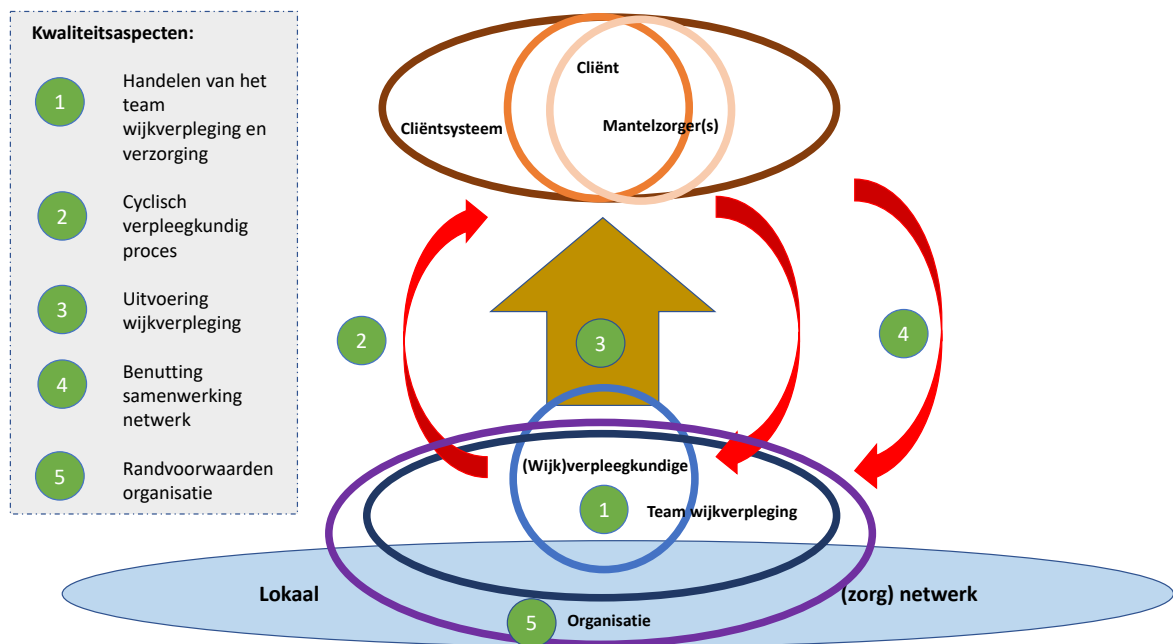 Kwaliteitsaspecten:
1
Handelen van het
team
wijkverpleging en
verzorging
2
Cyclisch
verpleegkundig
proces
3
Uitvoering
wijkverpleging
4
Benutting
samenwerking
netwerk
5
Randvoorwaarden
organisatie
Cliënt
Cliëntsysteem
Mantelzorger(s)
2
3
4
(Wijk)verpleegkundige
1
Team wijkverpleging
Lokaal
(zorg) netwerk
5
Organisatie